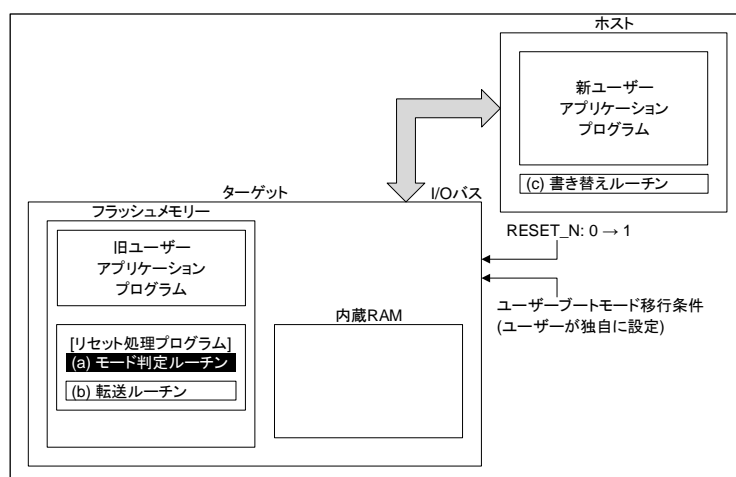 ホスト
新ユーザー
アプリケーション
プログラム
(c) 書き替えルーチン
ターゲット
I/Oバス
フラッシュメモリー
旧ユーザー
アプリケーション
プログラム
[リセット処理プログラム]
(a) モード判定ルーチン
(b) 転送ルーチン
内蔵RAM
RESET_N: 0 → 1
ユーザーブートモード移行条件
(ユーザーが独自に設定)